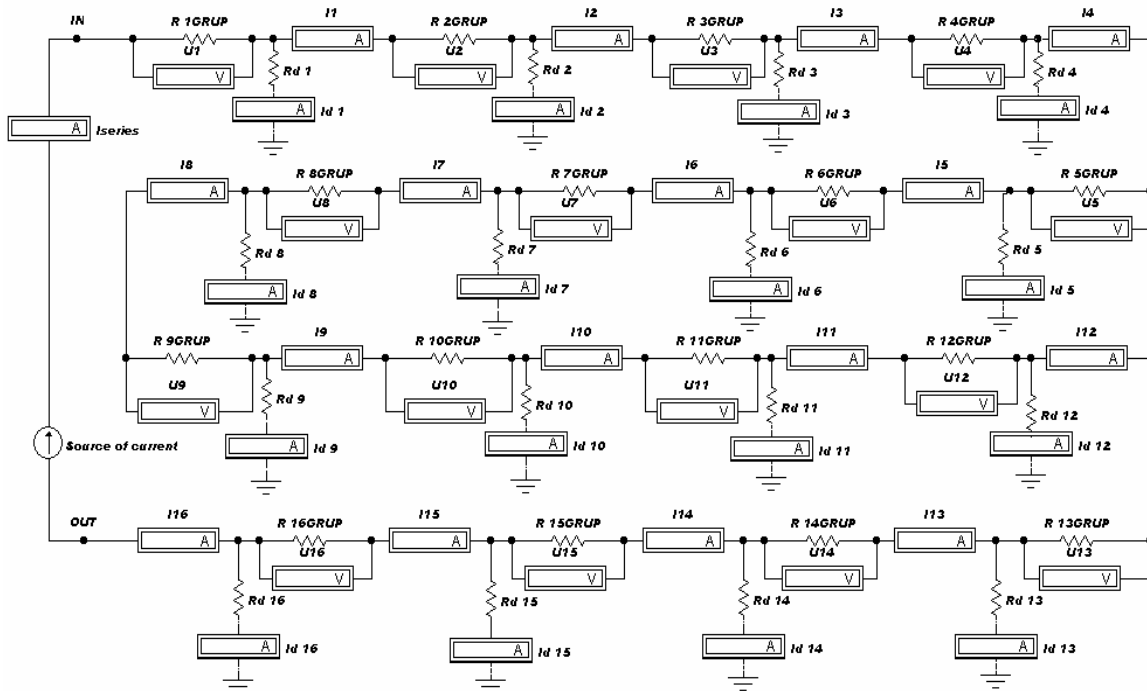 IN R 1GRUP I1 R 2GRUP I2 R 3GRUP I3 R 4GRUP I4
A A A A
U1 U2 U3 U4
V Rd 1 V Rd 2 V Rd 3 V Rd 4
A Id 1 A Id 2 A Id 3 A Id 4
A Iseries
I8 R 8GRUP I7 R 7GRUP I6 R 6GRUP I5 R 5GRUP
A A A A
U8 U7 U6 U5
V V V V
Rd 8 Rd 7 Rd 6 Rd 5
A Id 8 A Id 7 A Id 6 A Id 5
R 9GRUP I9 R 10GRUP I10 R 11GRUP I11 R 12GRUP I12
A A A A
U9 U10 U11 U12
V Rd 9 V Rd 10 V Rd 11 V Rd 12
A Id 9 A Id 10 A Id 11 A Id 12
Source of current
OUT I16 R 16GRUP I15 R 15GRUP I14 R 14GRUP I13 R 13GRUP
A A A A
U16 U15 U14 U13
V V V V
Rd 16 Rd 15 Rd 14 Rd 13
A Id 16 A Id 15 A Id 14 A Id 13